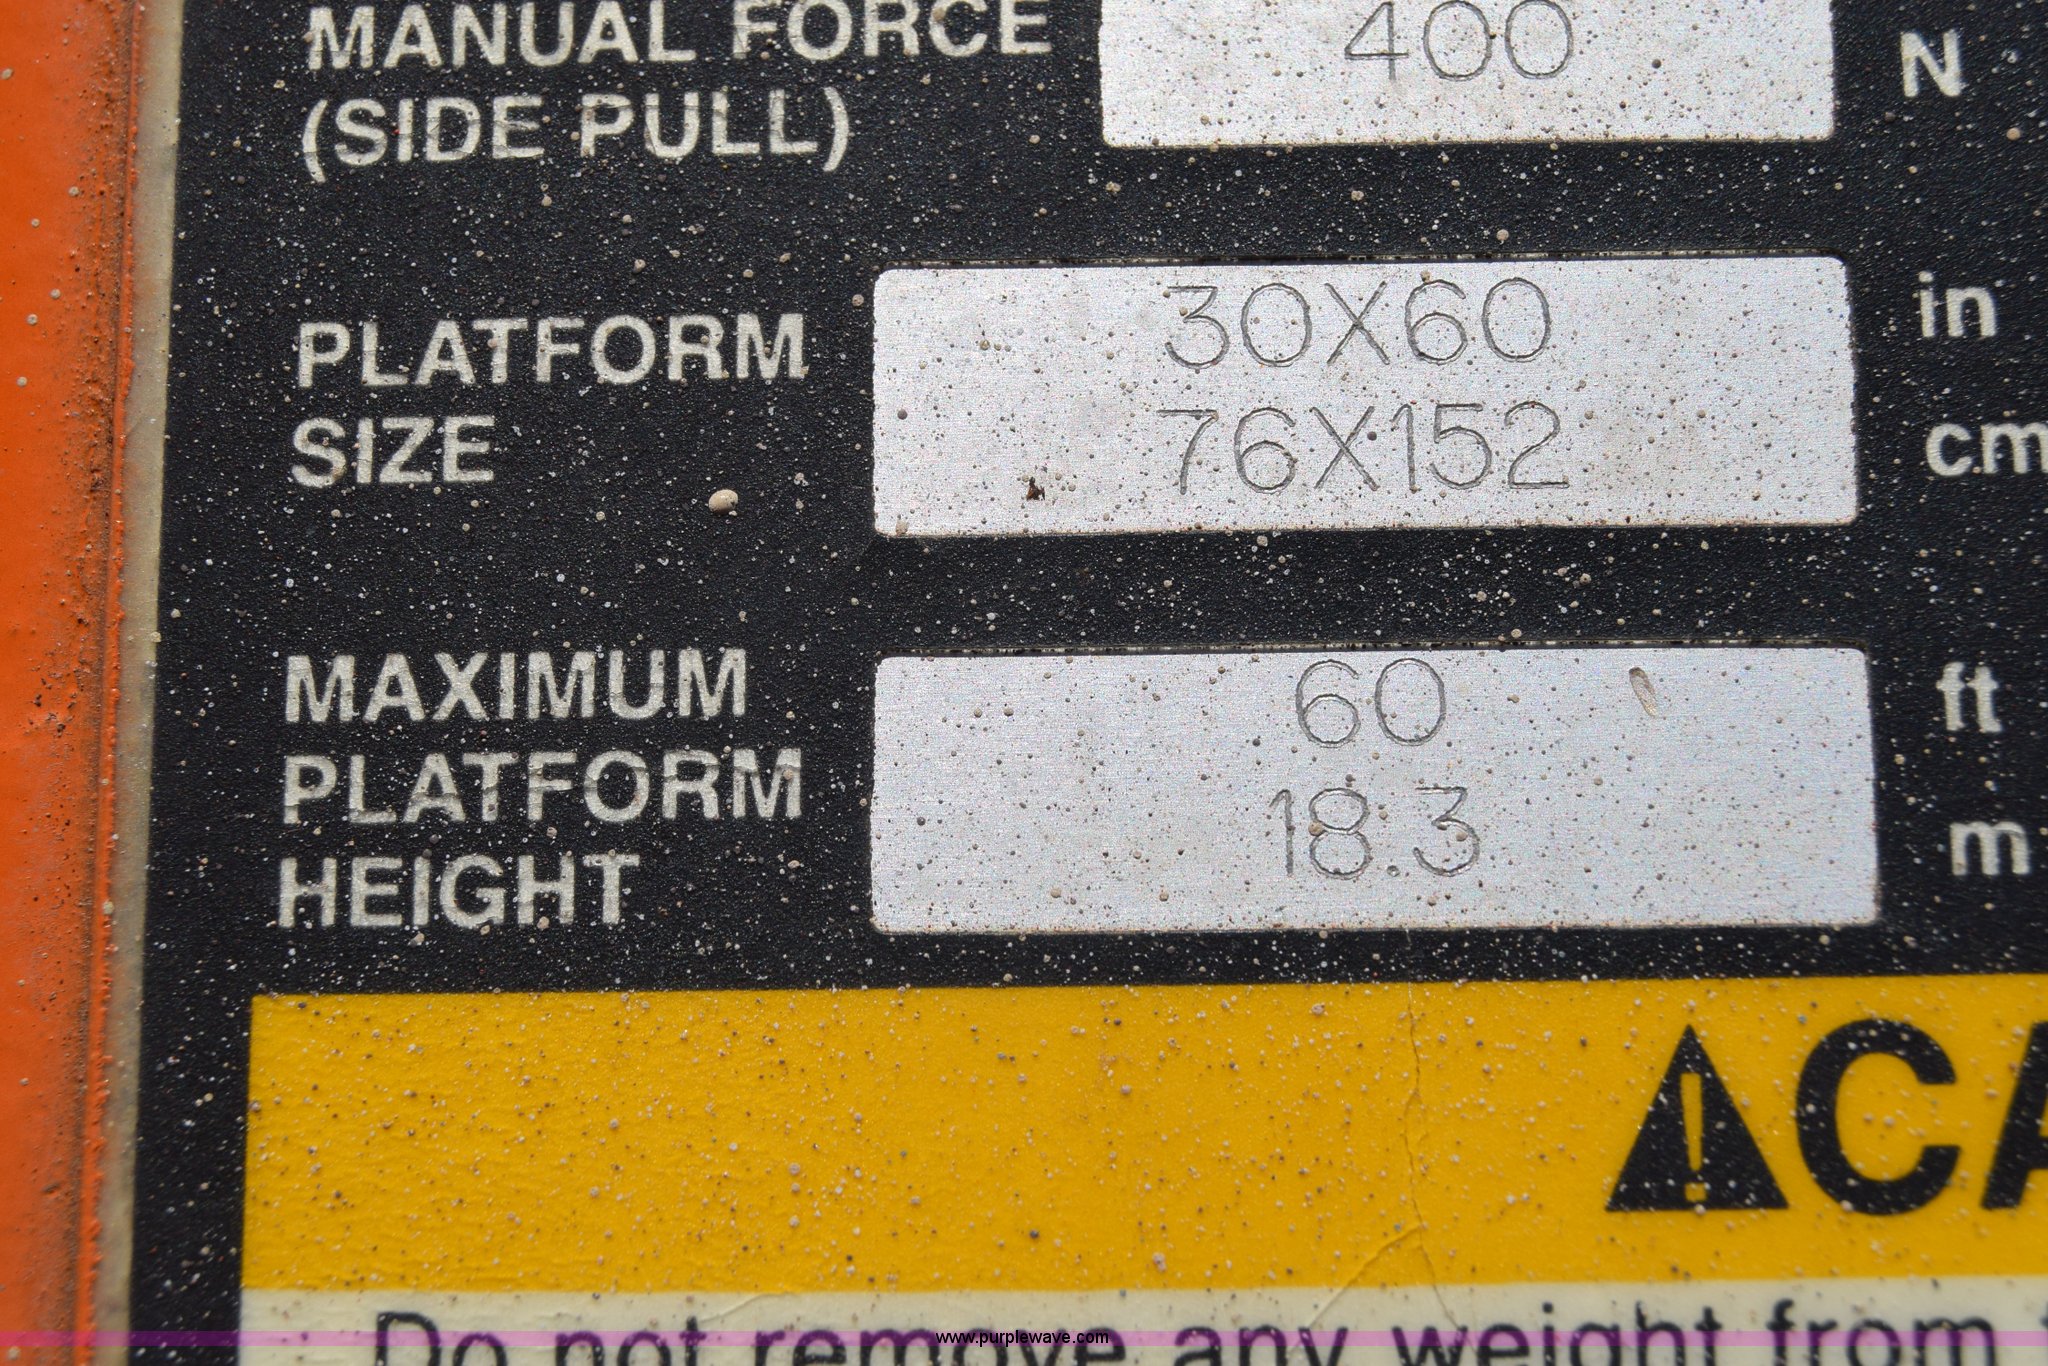 MANUAL FORCE 400 N
(SIDE PULL)
PLATFORM SIZE
30X60 in
76X152 cm
MAXIMUM PLATFORM HEIGHT
60 ft
18.3 m
Do not remove any weight from
www.purplewave.com